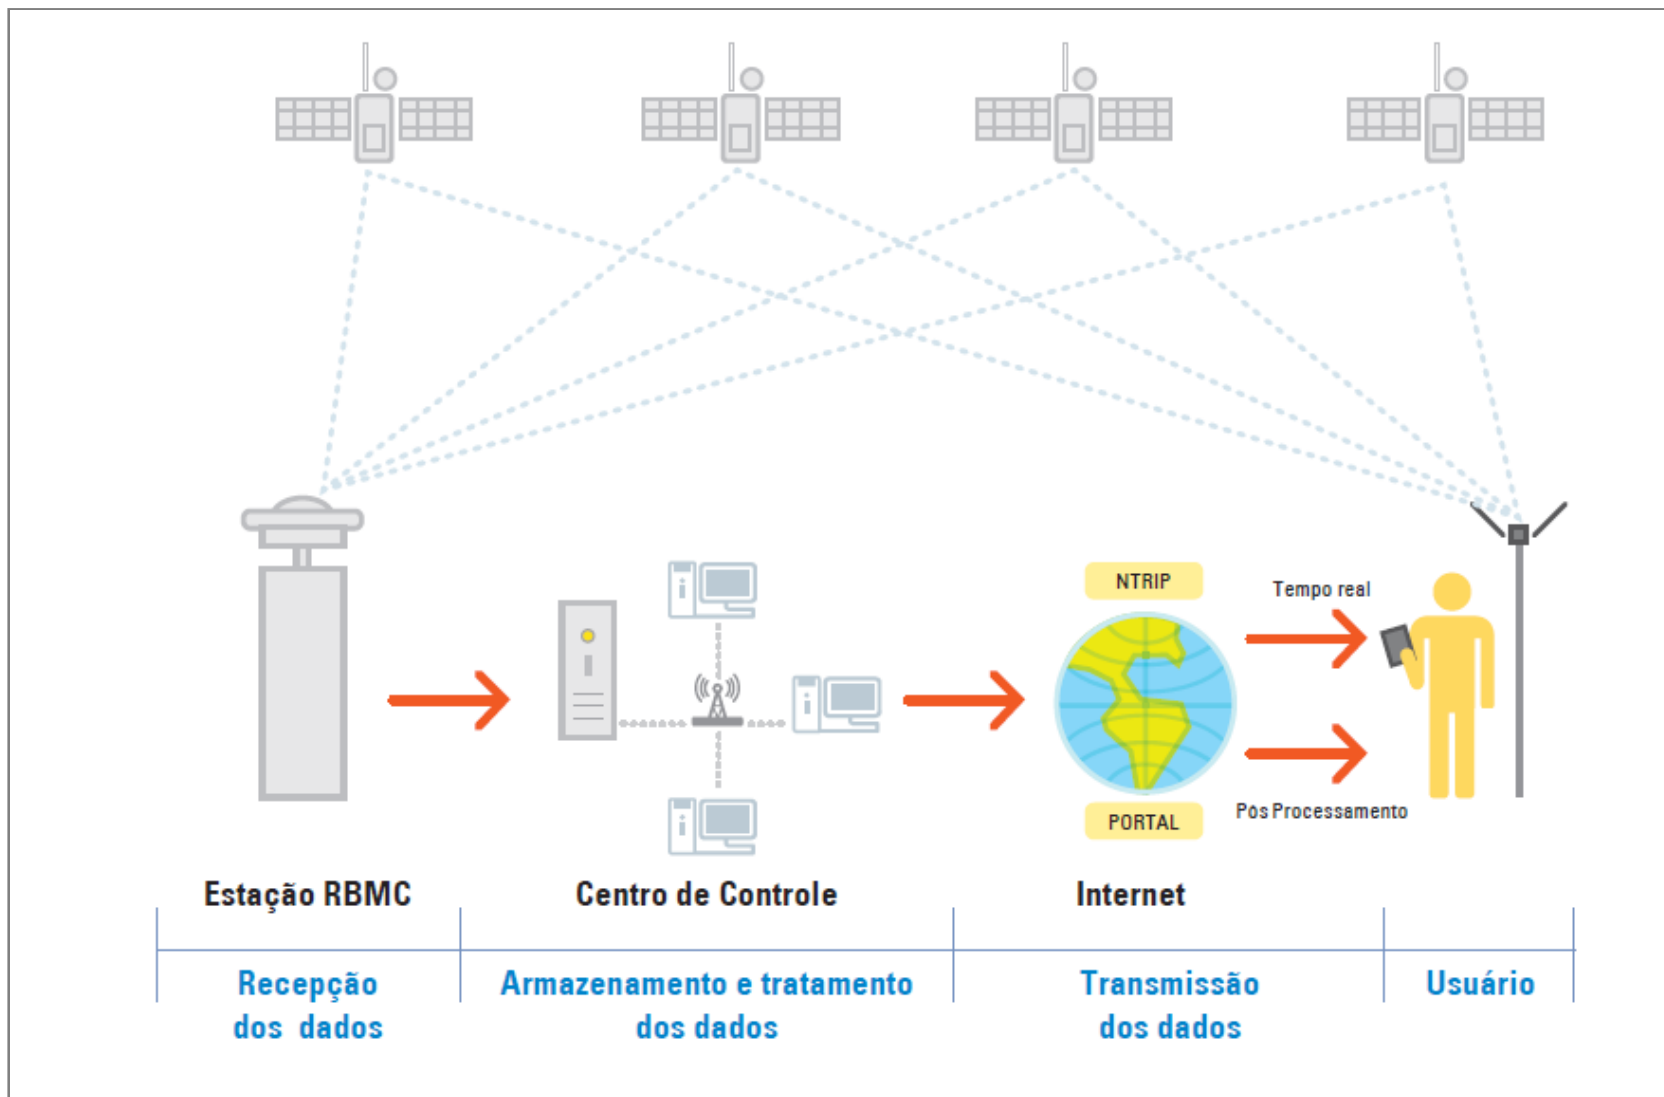 NTRIP
Tempo real
PORTAL
Pós Processamento
Estação RBMC
Centro de Controle
Internet
Recepção
dos dados
Armazenamento e tratamento
dos dados
Transmissão
dos dados
Usuário